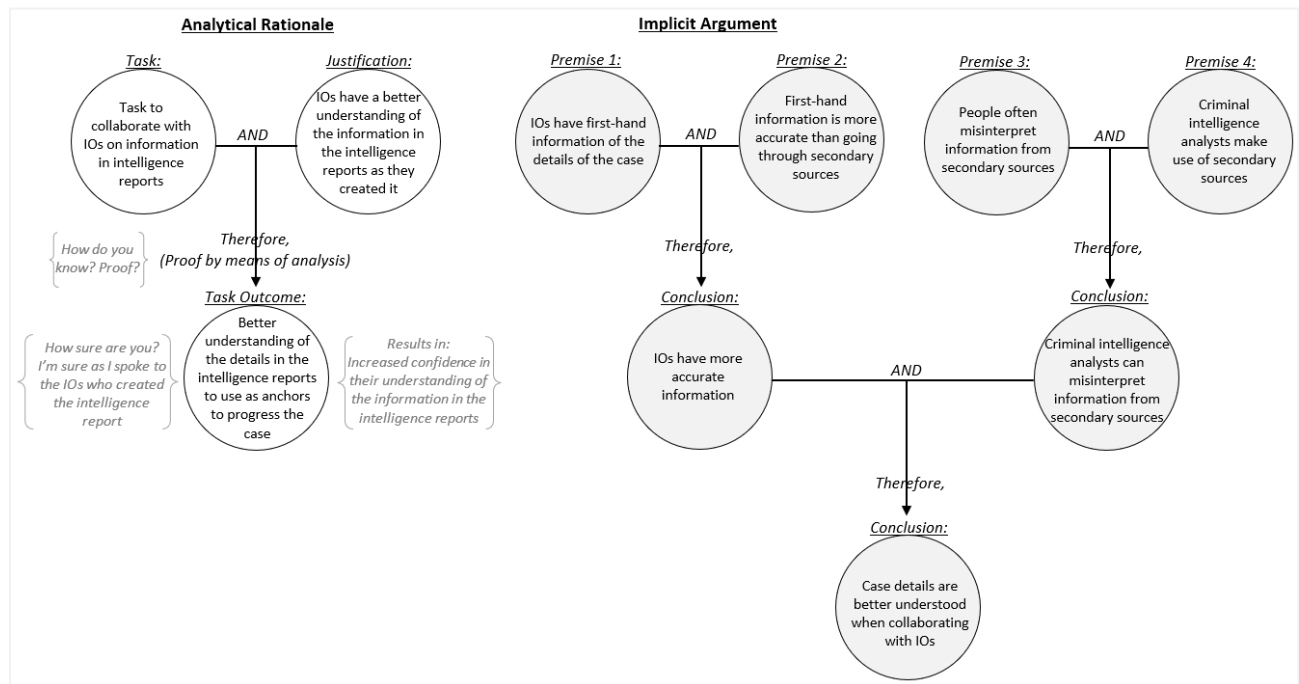 Analytical Rationale
Task:
Task to
collaborate with
IOs on information
in intelligence
reports
AND
Justification:
IOs have a better
understanding of
the information in
the intelligence
reports as they
created it
Therefore,
(Proof by means of analysis)
How do you
know? Proof?
Task Outcome:
Better
understanding of
the details in the
intelligence reports
to use as anchors
to progress the
case
How sure are you?
I'm sure as I spoke to
the IOs who created
the intelligence
report
Results in:
Increased confidence in
their understanding of
the information in the
intelligence reports
Implicit Argument
Premise 1:
IOs have first-hand
information of the
details of the case
AND
Premise 2:
First-hand
information is more
accurate than going
through secondary
sources
Therefore,
Conclusion:
IOs have more
accurate
information
Premise 3:
People often
misinterpret
information from
secondary sources
AND
Premise 4:
Criminal
intelligence
analysts make
use of secondary
sources
Therefore,
Conclusion:
Criminal intelligence
analysts can
misinterpret
information from
secondary sources
AND
Therefore,
Conclusion:
Case details are
better understood
when collaborating
with IOs